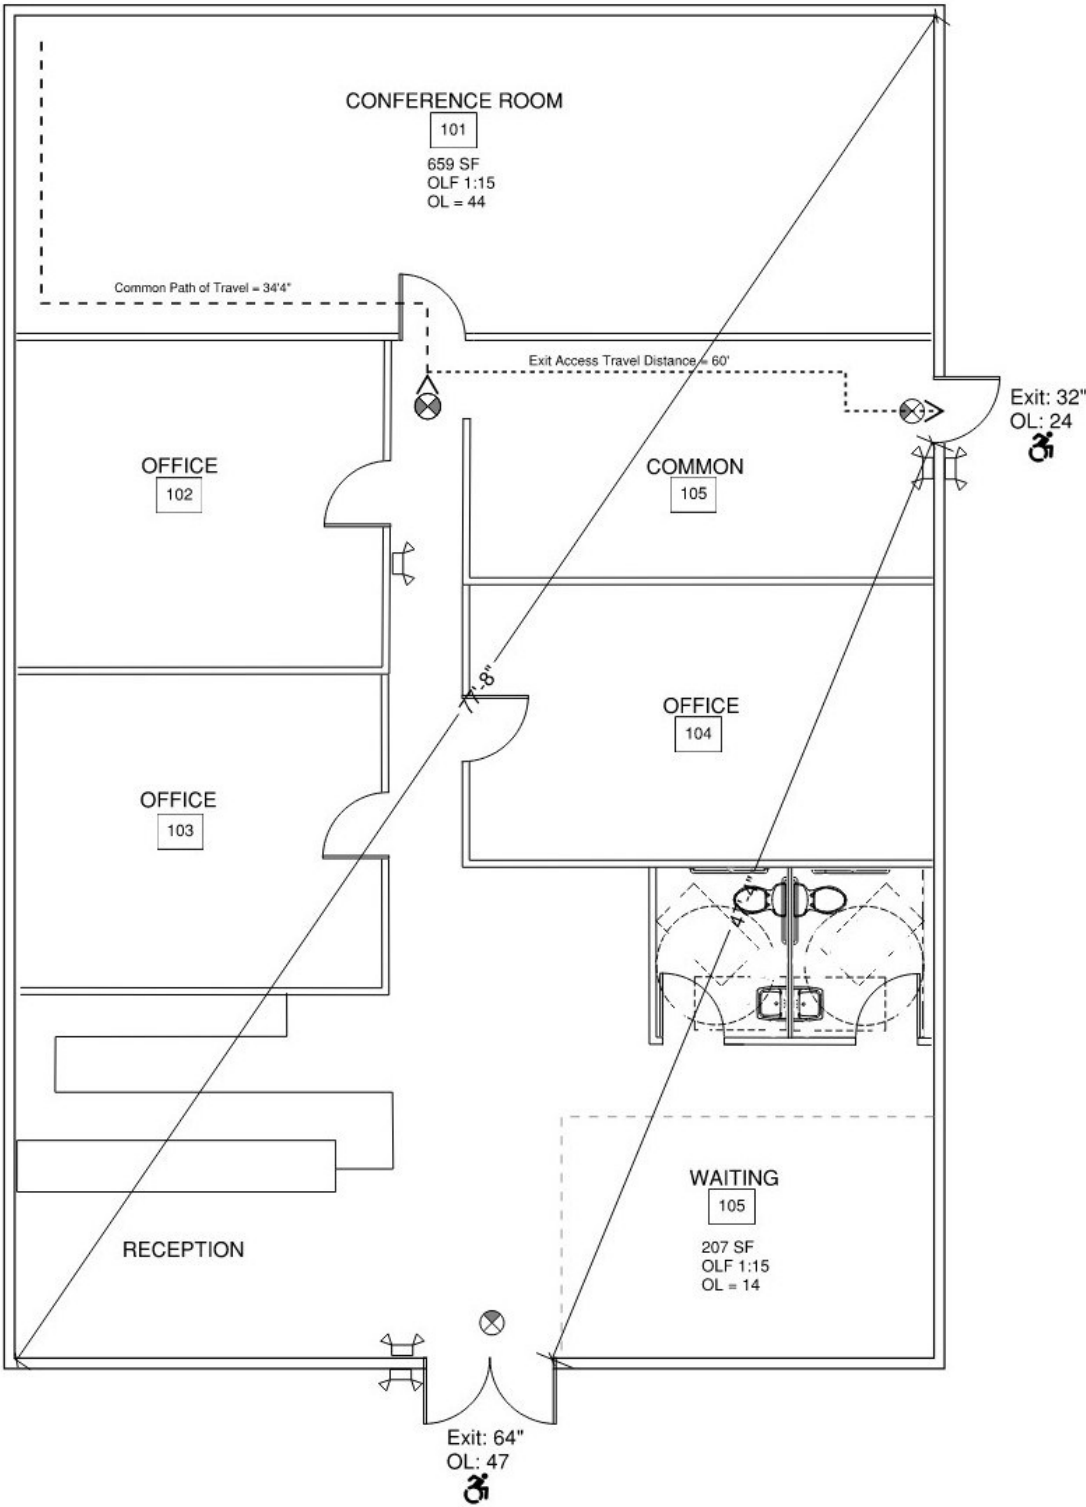 CONFERENCE ROOM
101
659 SF
OLF 1:15
OL = 44
Common Path of Travel = 34'4"
Exit Access Travel Distance = 60'
Exit: 32"
OL: 24
OFFICE
102
COMMON
105
77'-8"
OFFICE
104
OFFICE
103
WAITING
105
207 SF
OLF 1:15
OL = 14
RECEPTION
Exit: 64"
OL: 47